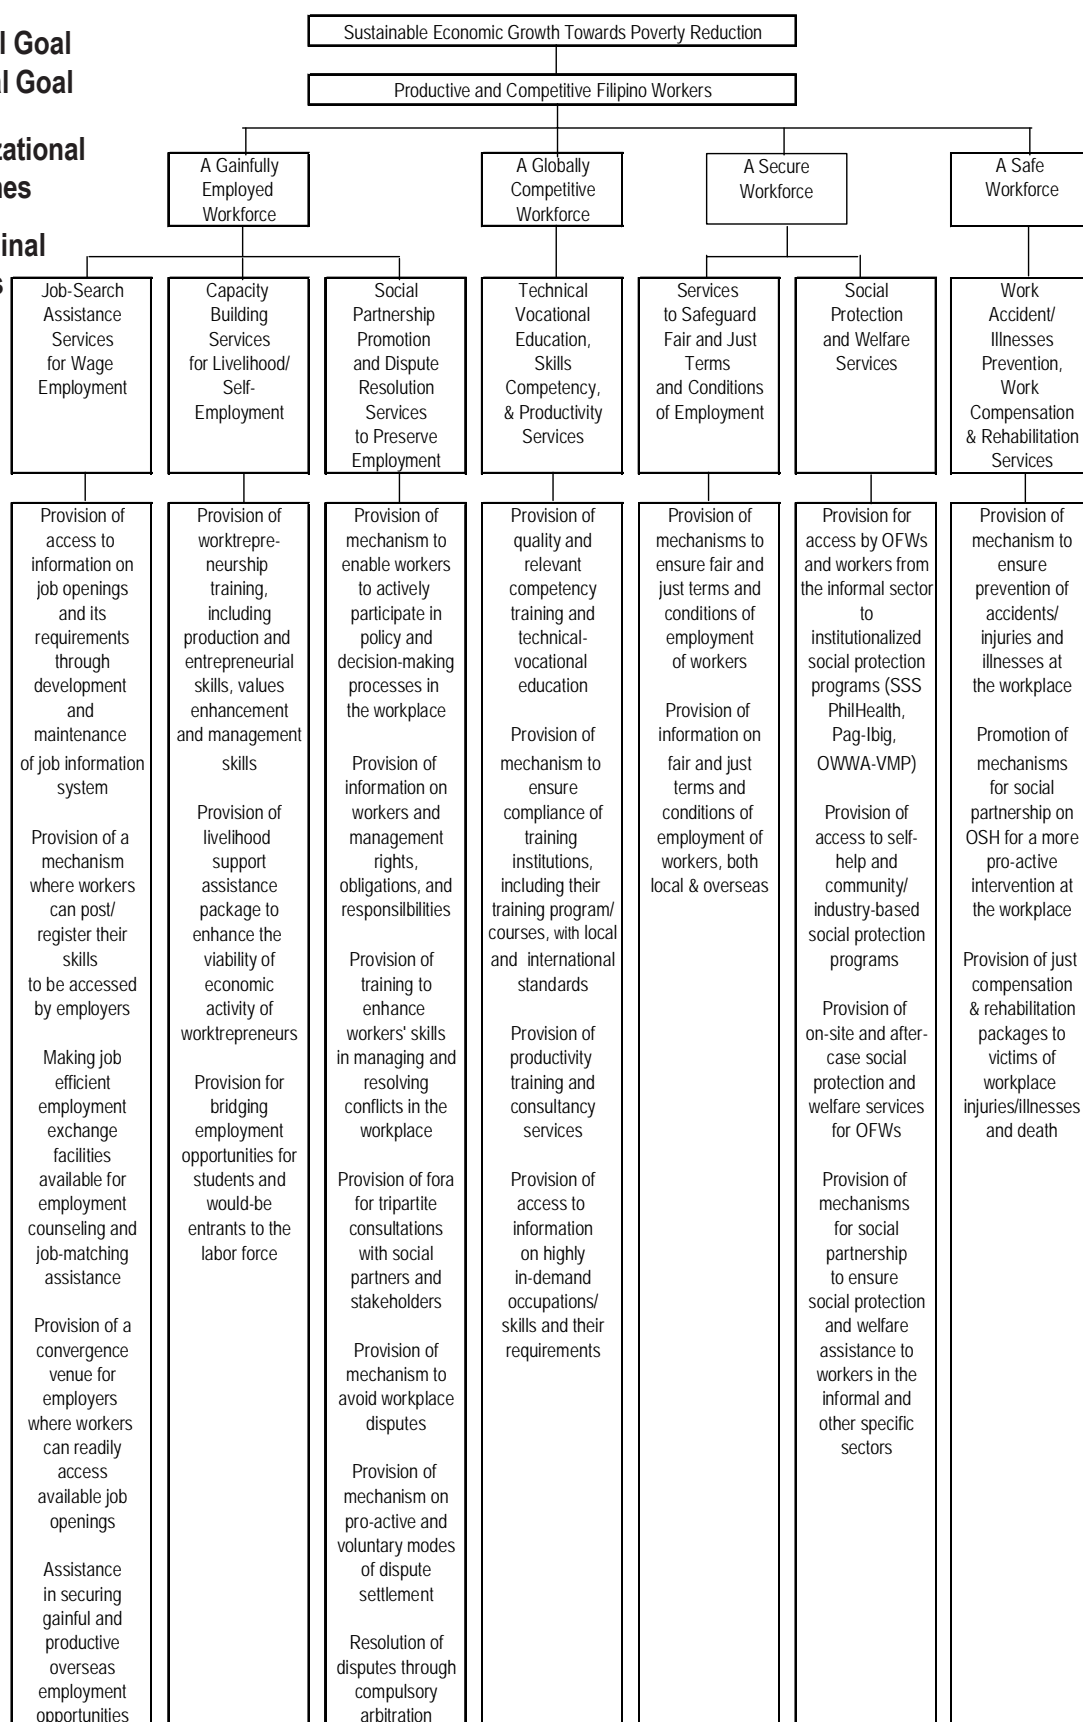 l Goal
al Goal
zational
nes
inal
s
Sustainable Economic Growth Towards Poverty Reduction
Productive and Competitive Filipino Workers
A Gainfully
Employed
Workforce
A Globally
Competitive
Workforce
A Secure
Workforce
A Safe
Workforce
Job-Search
Assistance
Services
for Wage
Employment
Capacity
Building
Services
for Livelihood/
Self-
Employment
Social
Partnership
Promotion
and Dispute
Resolution
Services
to Preserve
Employment
Technical
Vocational
Education,
Skills
Competency,
& Productivity
Services
Services
to Safeguard
Fair and Just
Terms
and Conditions
of Employment
Social
Protection
and Welfare
Services
Work
Accident/
Illnesses
Prevention,
Work
Compensation
& Rehabilitation
Services
Provision of
access to
information on
job openings
and its
requirements
through
development
and
maintenance
of job information
system
Provision of a
mechanism
where workers
can post/
register their
skills
to be accessed
by employers
Making job
efficient
employment
exchange
facilities
available for
employment
counseling and
job-matching
assistance
Provision of a
convergence
venue for
employers
where workers
can readily
access
available job
openings
Assistance
in securing
gainful and
productive
overseas
employment
opportunities
Provision of
worktrepre-
neurship
training,
including
production and
entrepreneurial
skills, values
enhancement
and management
skills
Provision of
livelihood
support
assistance
package to
enhance the
viability of
economic
activity of
worktrepreneurs
Provision for
bridging
employment
opportunities for
students and
would-be
entrants to the
labor force
Provision of
mechanism to
enable workers
to actively
participate in
policy and
decision-making
processes in
the workplace
Provision of
information on
workers and
management
rights,
obligations, and
responsilbilities
Provision of
training to
enhance
workers' skills
in managing and
resolving
conflicts in the
workplace
Provision of fora
for tripartite
consultations
with social
partners and
stakeholders
Provision of
mechanism to
avoid workplace
disputes
Provision of
mechanism on
pro-active and
voluntary modes
of dispute
settlement
Resolution of
disputes through
compulsory
arbitration
Provision of
quality and
relevant
competency
training and
technical-
vocational
education
Provision of
mechanism to
ensure
compliance of
training
institutions,
including their
training program/
courses, with local
and international
standards
Provision of
productivity
training and
consultancy
services
Provision of
access to
information
on highly
in-demand
occupations/
skills and their
requirements
Provision of
mechanisms to
ensure fair and
just terms and
conditions of
employment
of workers
Provision of
information on
fair and just
terms and
conditions of
employment of
workers, both
local & overseas
Provision for
access by OFWs
and workers from
the informal sector
to
institutionalized
social protection
programs (SSS
PhilHealth,
Pag-Ibig,
OWWA-VMP)
Provision of
access to self-
help and
community/
industry-based
social protection
programs
Provision of
on-site and after-
case social
protection and
welfare services
for OFWs
Provision of
mechanisms
for social
partnership
to ensure
social protection
and welfare
assistance to
workers in the
informal and
other specific
sectors
Provision of
mechanism to
ensure
prevention of
accidents/
injuries and
illnesses at
the workplace
Promotion of
mechanisms
for social
partnership on
OSH for a more
pro-active
intervention at
the workplace
Provision of just
compensation
& rehabilitation
packages to
victims of
workplace
injuries/illnesses
and death